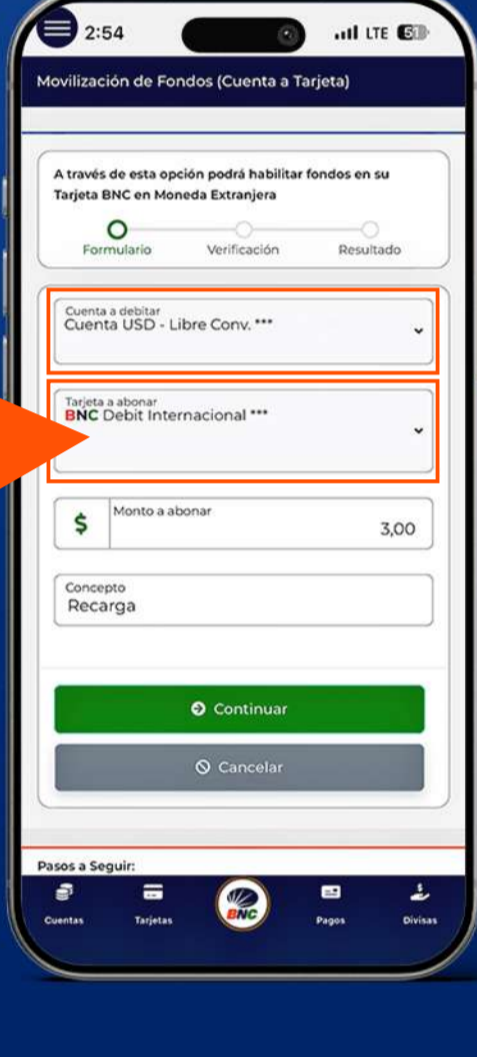 2:54
LTE 51
Movilización de Fondos (Cuenta a Tarjeta)
A través de esta opción podrá habilitar fondos en su
Tarjeta BNC en Moneda Extranjera
Formulario Verificación Resultado
Cuenta a debitar
Cuenta USD - Libre Conv. ***
Tarjeta a abonar
BNC Debit Internacional ***
$ Monto a abonar
3,00
Concepto
Recarga
Continuar
Cancelar
Pasos a Seguir:
BNC
Cuentas Tarjetas Pagos Divisas